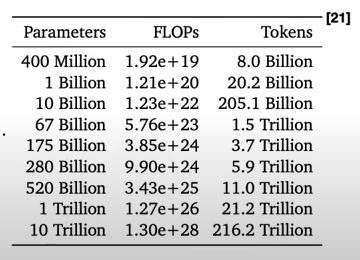 [21]
Parameters FLOPs Tokens
400 Million 1.92e+19 8.0 Billion
1 Billion 1.21e+20 20.2 Billion
10 Billion 1.23e+22 205.1 Billion
67 Billion 5.76e+23 1.5 Trillion
175 Billion 3.85e+24 3.7 Trillion
280 Billion 9.90e+24 5.9 Trillion
520 Billion 3.43e+25 11.0 Trillion
1 Trillion 1.27e+26 21.2 Trillion
10 Trillion 1.30e+28 216.2 Trillion